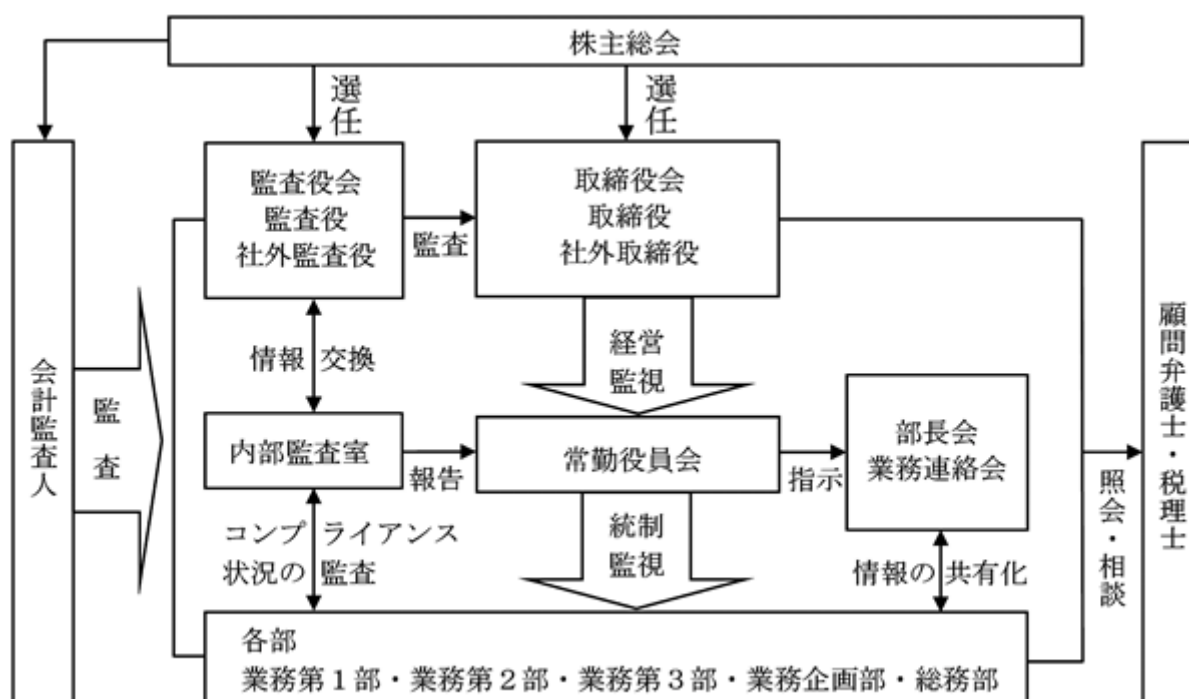 株主総会
選任
選任
監査役会
監査役
社外監査役
監査
取締役会
取締役
社外取締役
会計監査人
監査
情報交換
経営
監視
内部監査室
報告
常勤役員会
指示
部長会
業務連絡会
コンプライアンス
状況の監査
統制
監視
情報の共有化
照会・相談
顧問弁護士・税理士
各部
業務第1部・業務第2部・業務第3部・業務企画部・総務部